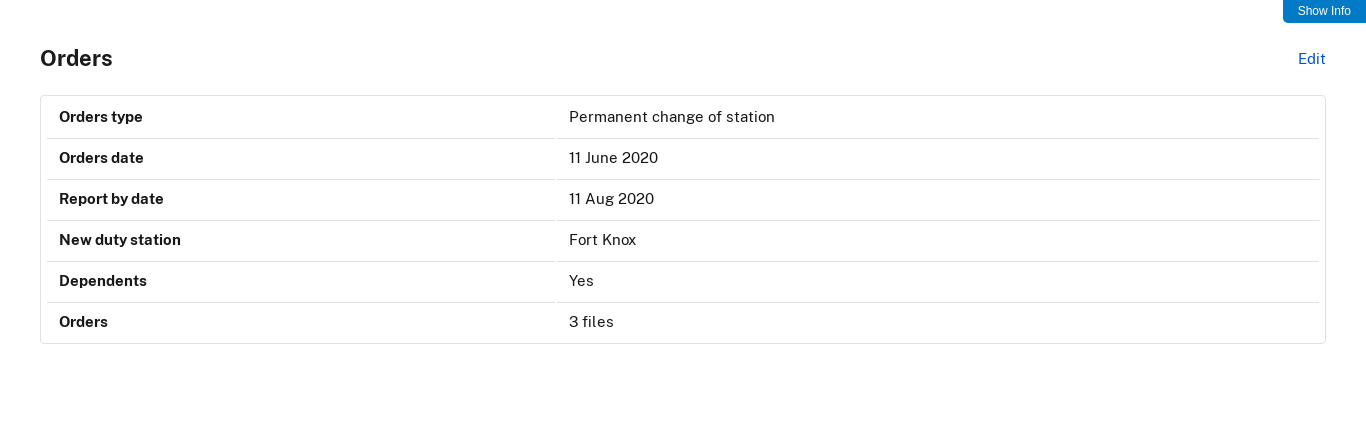 Show Info
Orders
Edit
Orders type Permanent change of station
Orders date 11 June 2020
Report by date 11 Aug 2020
New duty station Fort Knox
Dependents Yes
Orders 3 files